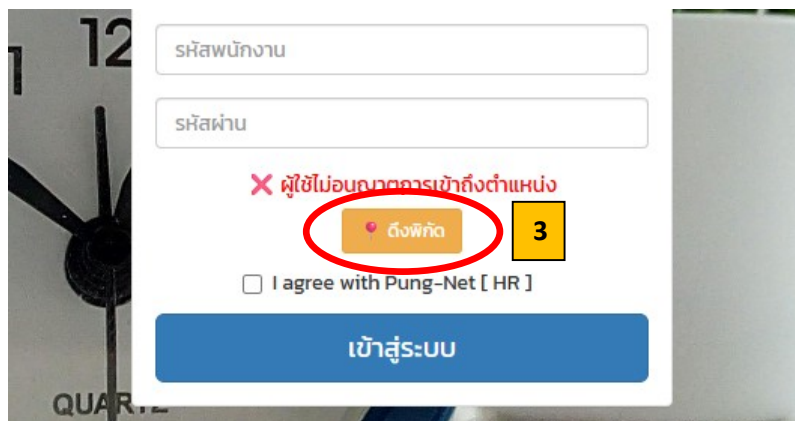 12
1
รหัสพนักงาน
รหัสผ่าน
❌ ผู้ใช้ไม่อนุญาตการเข้าถึงตำแหน่ง
📍 ดึงพิกัด
3
I agree with Pung-Net [ HR ]
เข้าสู่ระบบ
QUARTZ